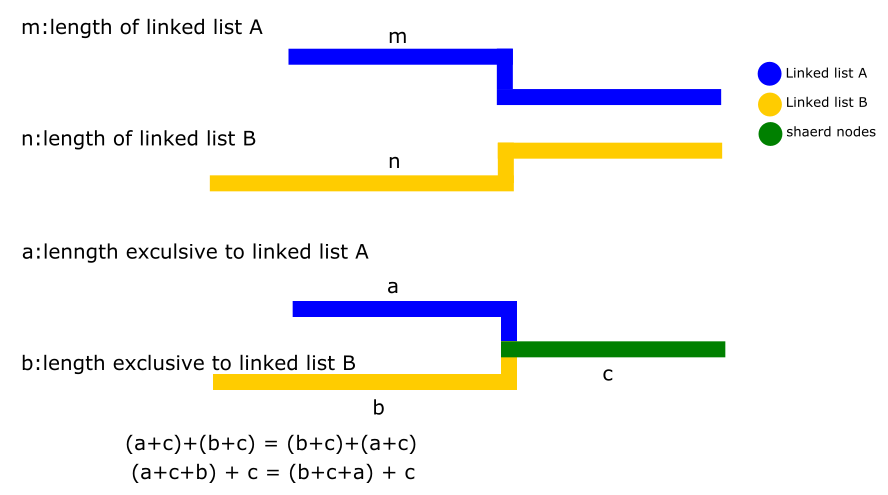 m:length of linked list A
m
Linked list A
Linked list B
shaerd nodes
n:length of linked list B
n
a:lenngth exculsive to linked list A
a
b:length exclusive to linked list B
c
b
(a+c)+(b+c) = (b+c)+(a+c)
(a+c+b) + c = (b+c+a) + c